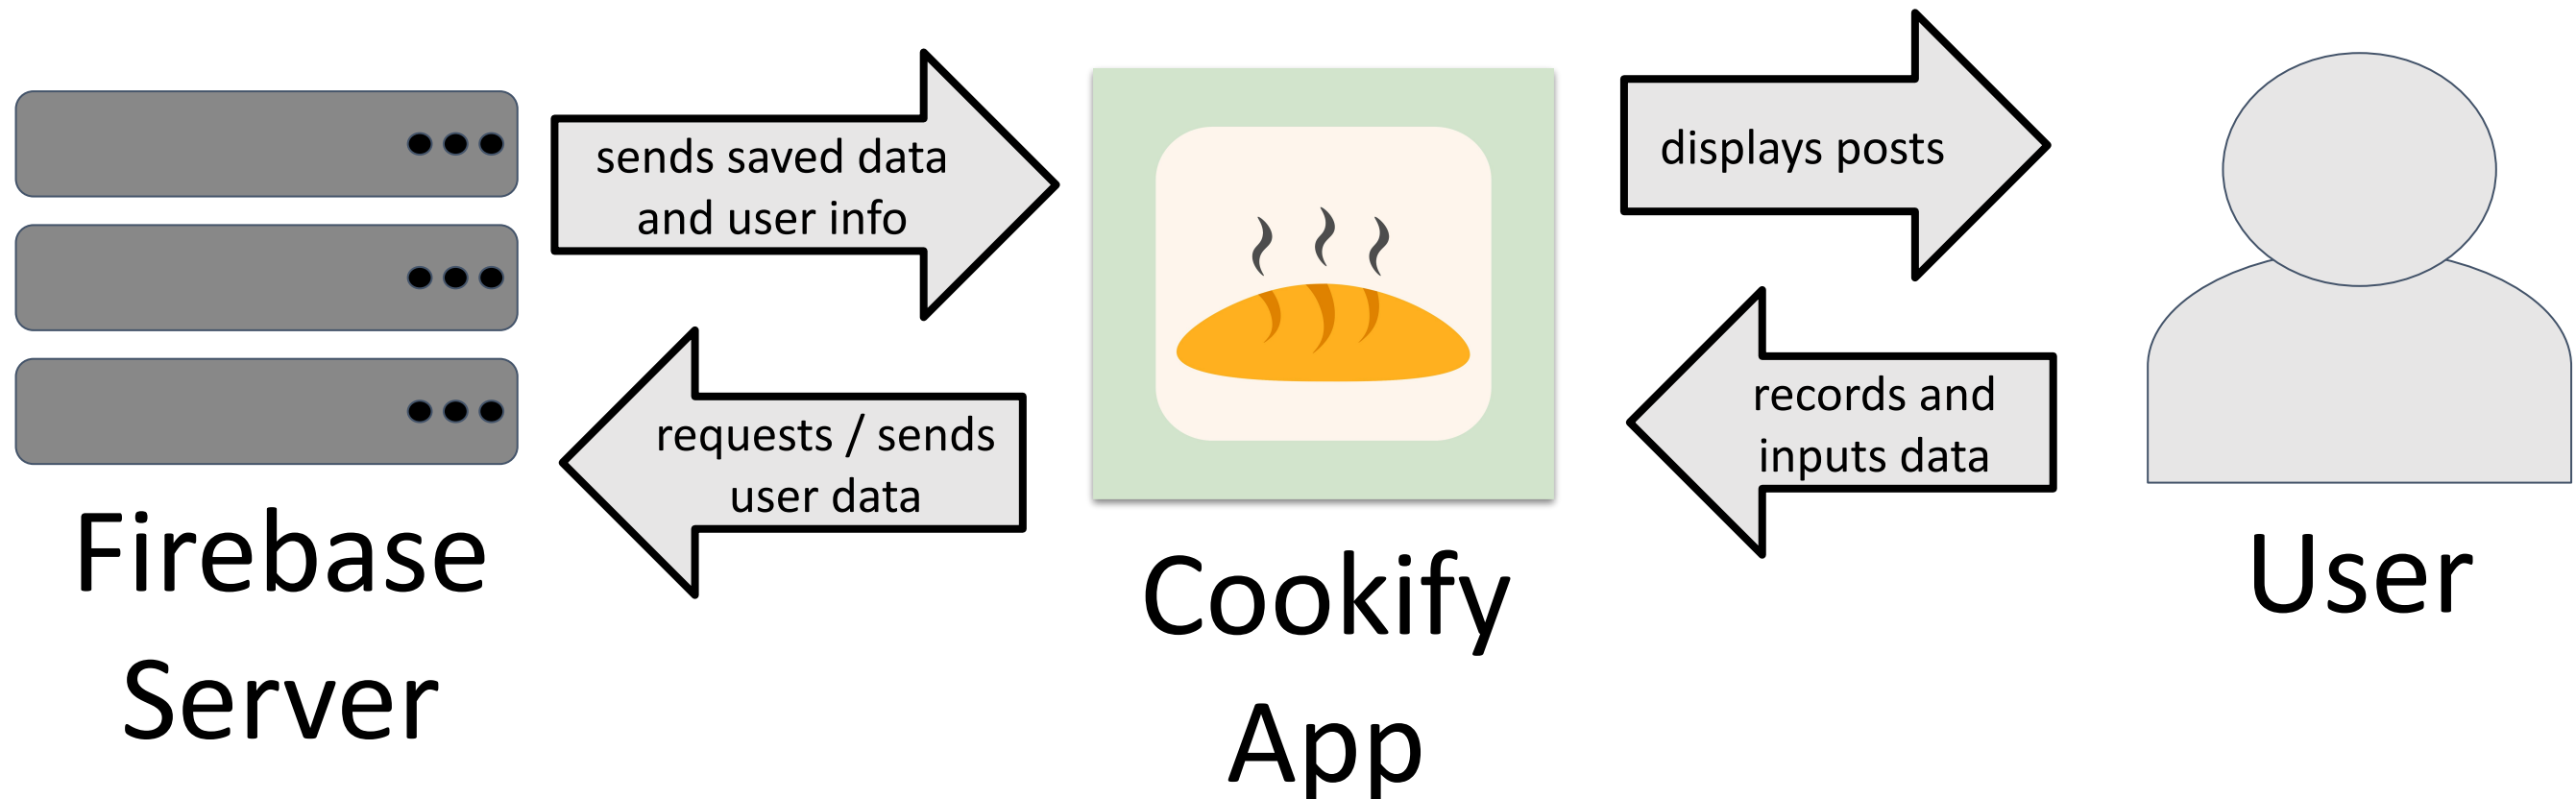 sends saved data
and user info
displays posts
requests / sends
user data
records and
inputs data
Firebase
Server
Cookify
App
User